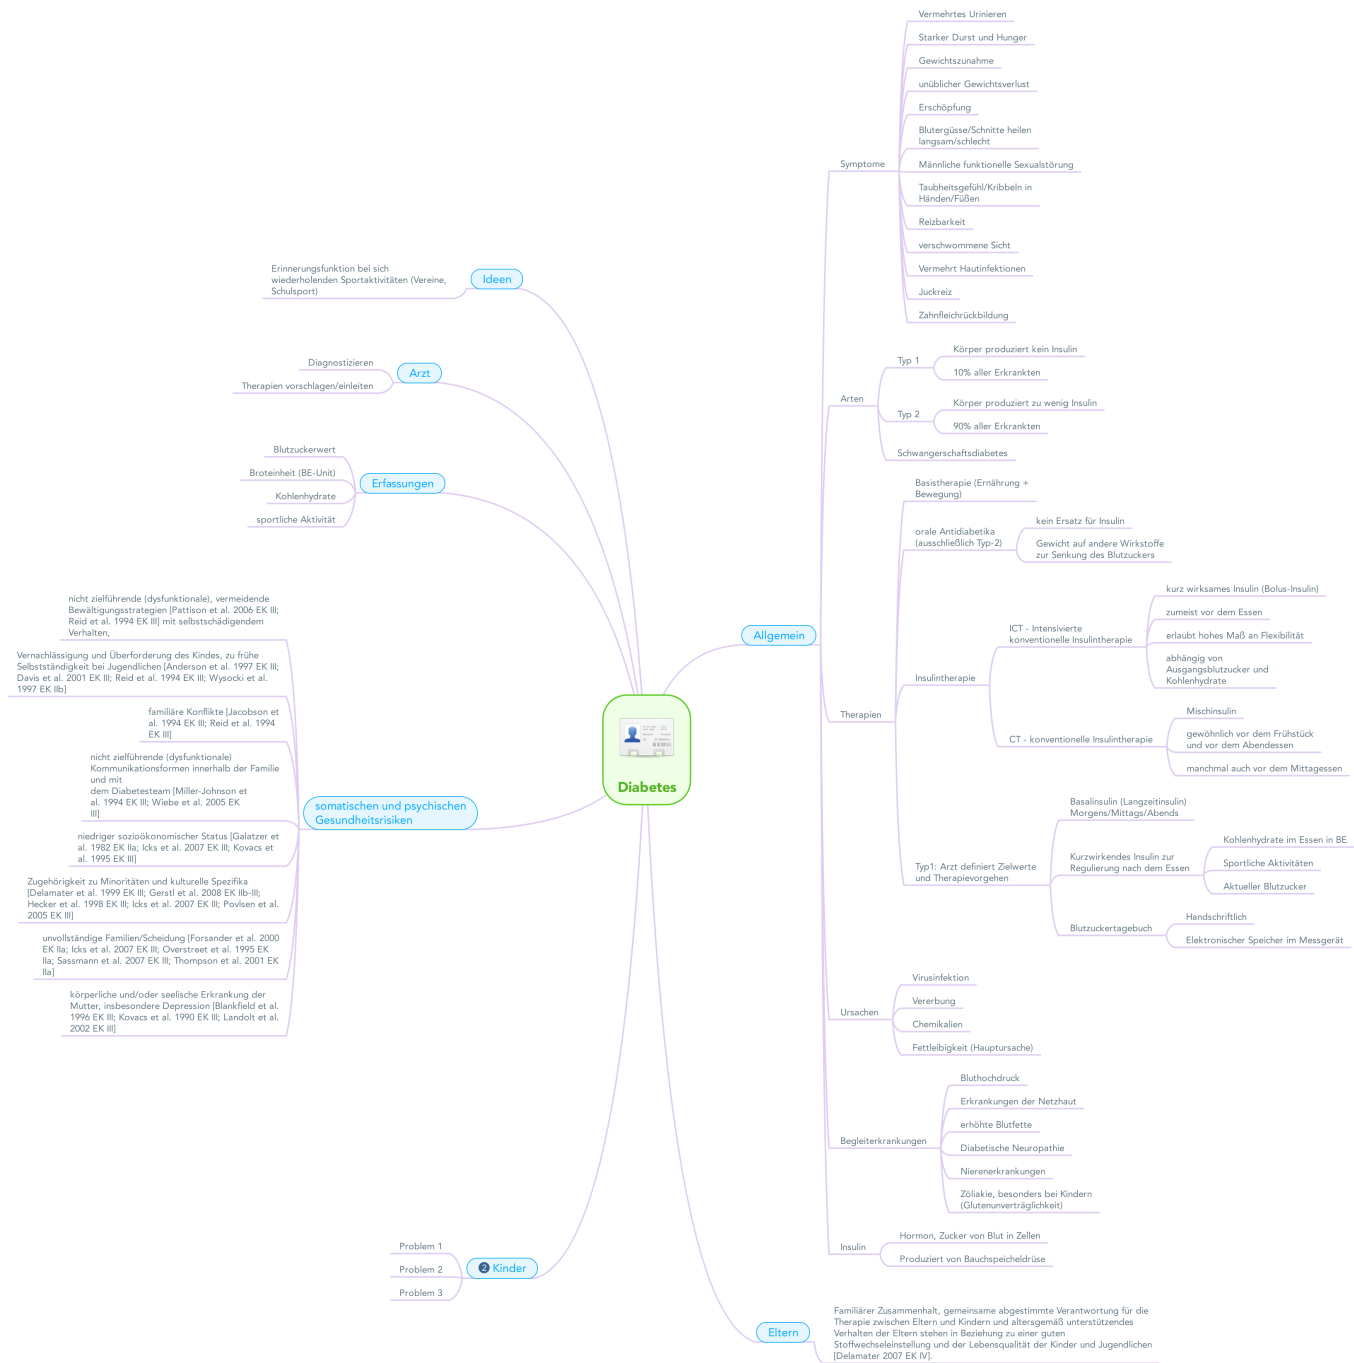 Diabetes
Ideen
Erinnerungsfunktion bei sich
wiederholenden Sportaktivitäten (Vereine,
Schulsport)
Arzt
Diagnostizieren
Therapien vorschlagen/einleiten
Erfassungen
Blutzuckerwert
Broteinheit (BE-Unit)
Kohlenhydrate
sportliche Aktivität
somatischen und psychischen
Gesundheitsrisiken
nicht zielführende (dysfunktionale), vermeidende
Bewältigungsstrategien [Pattison et al. 2006 EK III;
Reid et al. 1994 EK III] mit selbstschädigendem
Verhalten,
Vernachlässigung und Überforderung des Kindes, zu frühe
Selbstständigkeit bei Jugendlichen [Anderson et al. 1997 EK III;
Davis et al. 2001 EK III; Reid et al. 1994 EK III; Wysocki et al.
1997 EK IIb]
familiäre Konflikte [Jacobson et
al. 1994 EK III; Reid et al. 1994
EK III]
nicht zielführende (dysfunktionale)
Kommunikationsformen innerhalb der Familie
und mit
dem Diabetesteam [Miller-Johnson et
al. 1994 EK III; Wiebe et al. 2005 EK
III]
niedriger sozioökonomischer Status [Galatzer et
al. 1982 EK IIa; Icks et al. 2007 EK III; Kovacs et
al. 1995 EK III]
Zugehörigkeit zu Minoritäten und kulturelle Spezifika
[Delamater et al. 1999 EK III; Gerstl et al. 2008 EK IIb-III;
Hecker et al. 1998 EK III; Icks et al. 2007 EK III; Povlsen et al.
2005 EK III]
unvollständige Familien/Scheidung [Forsander et al. 2000
EK IIa; Icks et al. 2007 EK III; Overstreet et al. 1995 EK
IIa; Sassmann et al. 2007 EK III; Thompson et al. 2001 EK
IIa]
körperliche und/oder seelische Erkrankung der
Mutter, insbesondere Depression [Blankfield et al.
1996 EK III; Kovacs et al. 1990 EK III; Landolt et al.
2002 EK III]
2 Kinder
Problem 1
Problem 2
Problem 3
Allgemein
Symptome
Vermehrtes Urinieren
Starker Durst und Hunger
Gewichtszunahme
unüblicher Gewichtsverlust
Erschöpfung
Blutergüsse/Schnitte heilen
langsam/schlecht
Männliche funktionelle Sexualstörung
Taubheitsgefühl/Kribbeln in
Händen/Füßen
Reizbarkeit
verschwommene Sicht
Vermehrt Hautinfektionen
Juckreiz
Zahnfleichrückbildung
Arten
Typ 1
Körper produziert kein Insulin
10% aller Erkrankten
Typ 2
Körper produziert zu wenig Insulin
90% aller Erkrankten
Schwangerschaftsdiabetes
Therapien
Basistherapie (Ernährung +
Bewegung)
orale Antidiabetika
(ausschließlich Typ-2)
kein Ersatz für Insulin
Gewicht auf andere Wirkstoffe
zur Senkung des Blutzuckers
Insulintherapie
ICT - Intensivierte
konventionelle Insulintherapie
kurz wirksames Insulin (Bolus-Insulin)
zumeist vor dem Essen
erlaubt hohes Maß an Flexibilität
abhängig von
Ausgangsblutzucker und
Kohlenhydrate
CT - konventionelle Insulintherapie
Mischinsulin
gewöhnlich vor dem Frühstück
und vor dem Abendessen
manchmal auch vor dem Mittagessen
Typ1: Arzt definiert Zielwerte
und Therapievorgehen
Basalinsulin (Langzeitinsulin)
Morgens/Mittags/Abends
Kurzwirkendes Insulin zur
Regulierung nach dem Essen
Kohlenhydrate im Essen in BE
Sportliche Aktivitäten
Aktueller Blutzucker
Blutzuckertagebuch
Handschriftlich
Elektronischer Speicher im Messgerät
Ursachen
Virusinfektion
Vererbung
Chemikalien
Fettleibigkeit (Hauptursache)
Begleiterkrankungen
Bluthochdruck
Erkrankungen der Netzhaut
erhöhte Blutfette
Diabetische Neuropathie
Nierenerkrankungen
Zöliakie, besonders bei Kindern
(Glutenunverträglichkeit)
Insulin
Hormon, Zucker von Blut in Zellen
Produziert von Bauchspeicheldrüse
Eltern
Familiärer Zusammenhalt, gemeinsame abgestimmte Verantwortung für die
Therapie zwischen Eltern und Kindern und altersgemäß unterstützendes
Verhalten der Eltern stehen in Beziehung zu einer guten
Stoffwechseleinstellung und der Lebensqualität der Kinder und Jugendlichen
[Delamater 2007 EK IV].